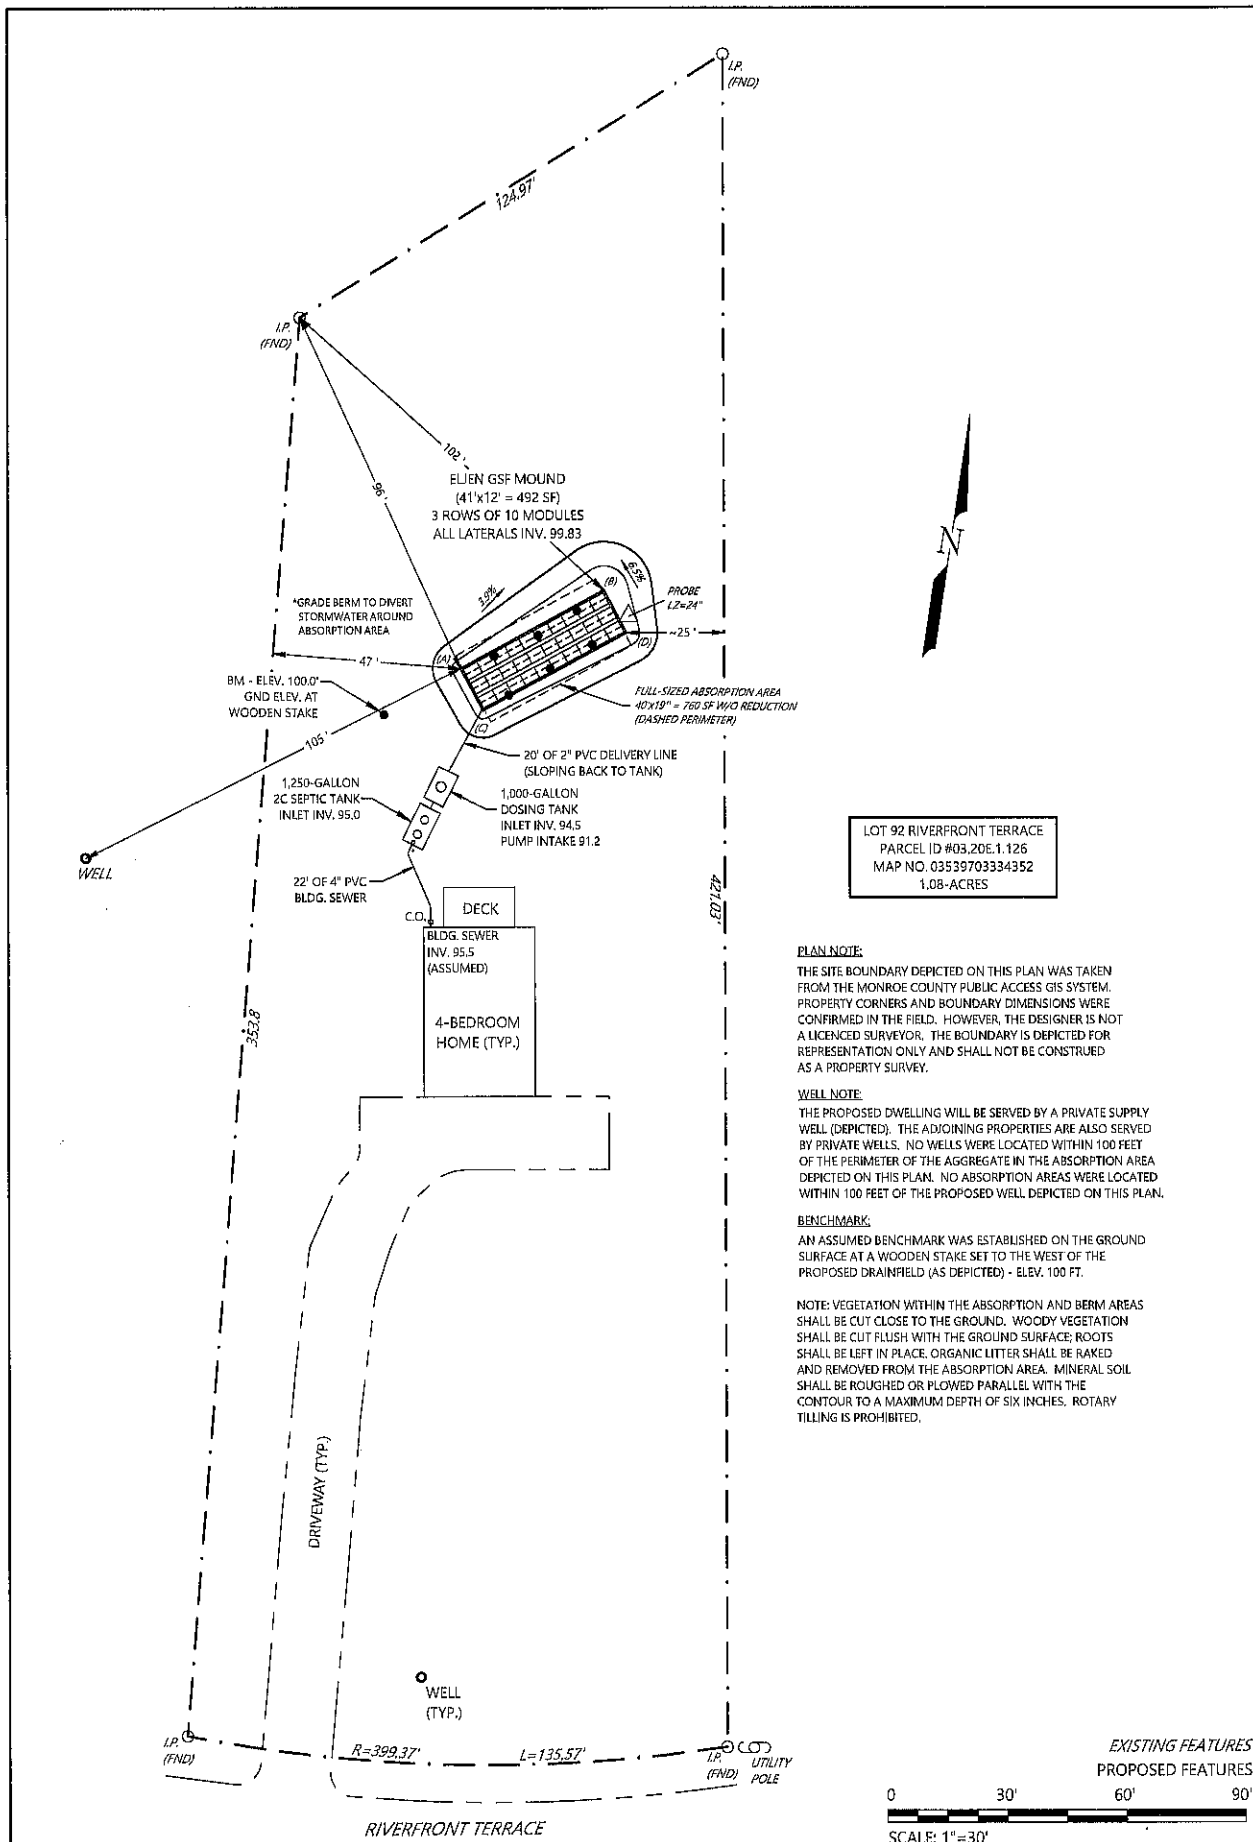 I.P.
(FND)
124.97'
I.P.
(FND)
102'
96'
ELJEN GSF MOUND
(41'x12' = 492 SF)
3 ROWS OF 10 MODULES
ALL LATERALS INV. 99.83
3.9%
6.5%
(B)
PROBE
LZ=24"
*GRADE BERM TO DIVERT
STORMWATER AROUND
ABSORPTION AREA
(A)
~25'
(D)
47'
BM - ELEV. 100.0'
GND ELEV. AT
WOODEN STAKE
FULL-SIZED ABSORPTION AREA
40'x19" = 760 SF W/O REDUCTION
(DASHED PERIMETER)
(C)
105'
20' OF 2" PVC DELIVERY LINE
(SLOPING BACK TO TANK)
1,250-GALLON
2C SEPTIC TANK
INLET INV. 95.0
1,000-GALLON
DOSING TANK
INLET INV. 94.5
PUMP INTAKE 91.2
WELL
22' OF 4" PVC
BLDG. SEWER
C.O.
DECK
BLDG. SEWER
INV. 95.5
(ASSUMED)
4-BEDROOM
HOME (TYP.)
353.8
421.03'
N
LOT 92 RIVERFRONT TERRACE
PARCEL ID #03.20E.1.126
MAP NO. 03539703334352
1.08-ACRES
PLAN NOTE:
THE SITE BOUNDARY DEPICTED ON THIS PLAN WAS TAKEN
FROM THE MONROE COUNTY PUBLIC ACCESS GIS SYSTEM.
PROPERTY CORNERS AND BOUNDARY DIMENSIONS WERE
CONFIRMED IN THE FIELD. HOWEVER, THE DESIGNER IS NOT
A LICENCED SURVEYOR. THE BOUNDARY IS DEPICTED FOR
REPRESENTATION ONLY AND SHALL NOT BE CONSTRUED
AS A PROPERTY SURVEY.
WELL NOTE:
THE PROPOSED DWELLING WILL BE SERVED BY A PRIVATE SUPPLY
WELL (DEPICTED). THE ADJOINING PROPERTIES ARE ALSO SERVED
BY PRIVATE WELLS. NO WELLS WERE LOCATED WITHIN 100 FEET
OF THE PERIMETER OF THE AGGREGATE IN THE ABSORPTION AREA
DEPICTED ON THIS PLAN. NO ABSORPTION AREAS WERE LOCATED
WITHIN 100 FEET OF THE PROPOSED WELL DEPICTED ON THIS PLAN.
BENCHMARK:
AN ASSUMED BENCHMARK WAS ESTABLISHED ON THE GROUND
SURFACE AT A WOODEN STAKE SET TO THE WEST OF THE
PROPOSED DRAINFIELD (AS DEPICTED) - ELEV. 100 FT.
NOTE: VEGETATION WITHIN THE ABSORPTION AND BERM AREAS
SHALL BE CUT CLOSE TO THE GROUND. WOODY VEGETATION
SHALL BE CUT FLUSH WITH THE GROUND SURFACE; ROOTS
SHALL BE LEFT IN PLACE. ORGANIC LITTER SHALL BE RAKED
AND REMOVED FROM THE ABSORPTION AREA. MINERAL SOIL
SHALL BE ROUGHED OR PLOWED PARALLEL WITH THE
CONTOUR TO A MAXIMUM DEPTH OF SIX INCHES. ROTARY
TILLING IS PROHIBITED.
DRIVEWAY (TYP.)
WELL
(TYP.)
I.P.
(FND)
R=399.37'
L=135.57'
I.P.
(FND)
UTILITY
POLE
RIVERFRONT TERRACE
EXISTING FEATURES
PROPOSED FEATURES
0 30' 60' 90'
SCALE: 1"=30'